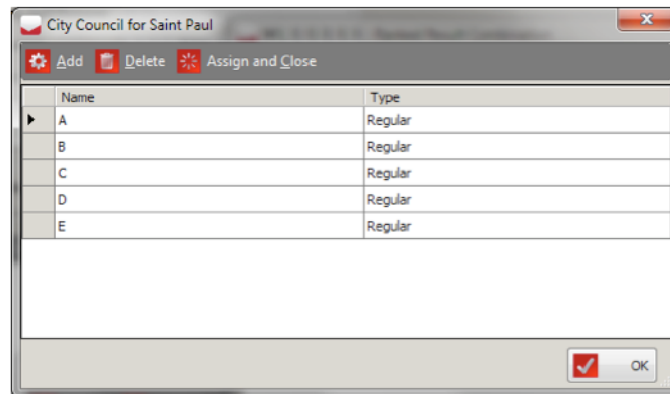 City Council for Saint Paul
Add Delete Assign and Close
Name Type
A Regular
B Regular
C Regular
D Regular
E Regular
OK